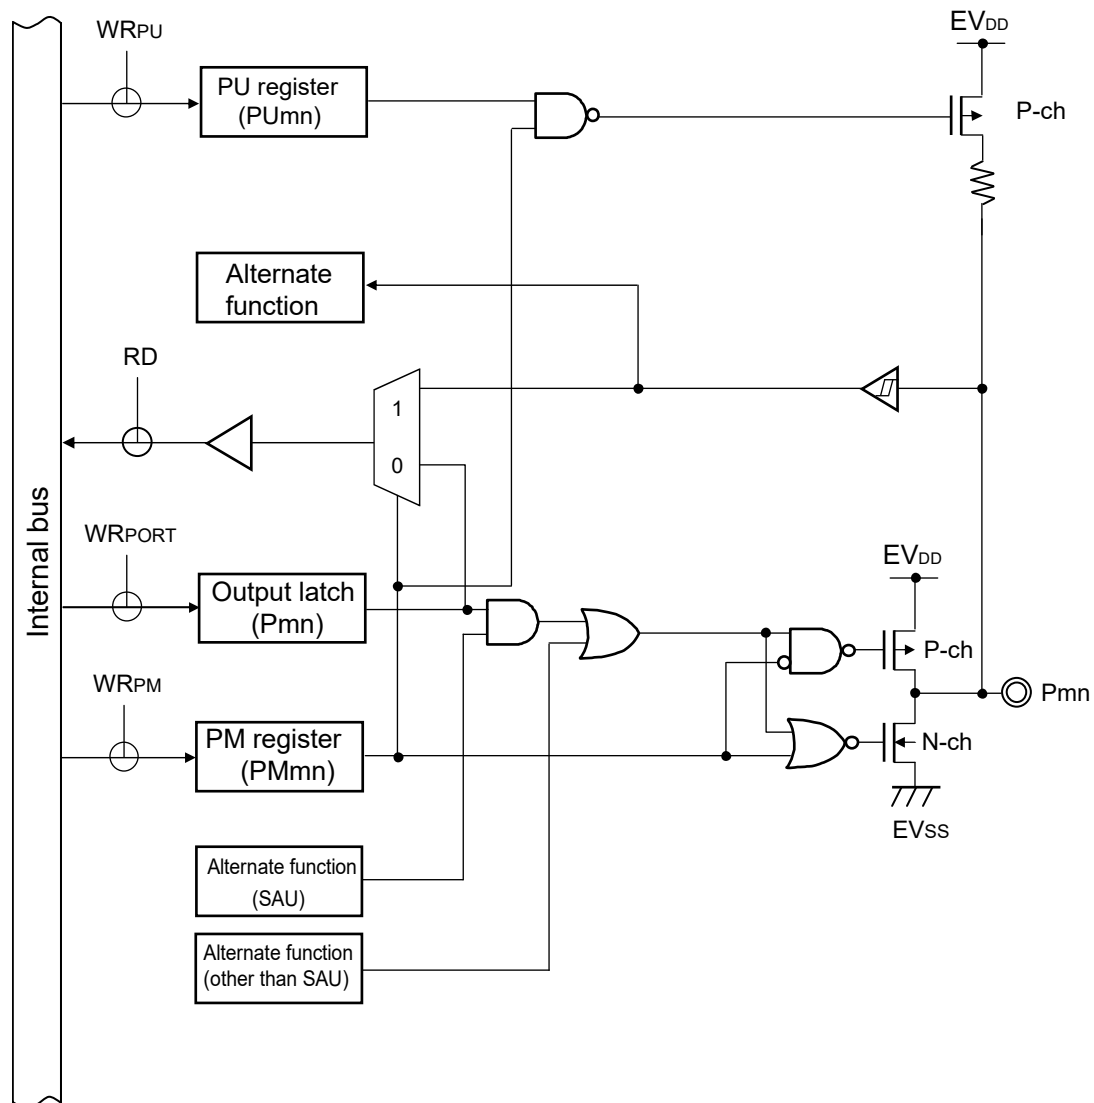 WRPU
EVDD
PU register
(PUmn)
P-ch
Alternate
function
RD
1
0
Internal bus
WRPORT
EVDD
Output latch
(Pmn)
P-ch
WRPM
Pmn
PM register
(PMmn)
N-ch
EVSS
Alternate function
(SAU)
Alternate function
(other than SAU)